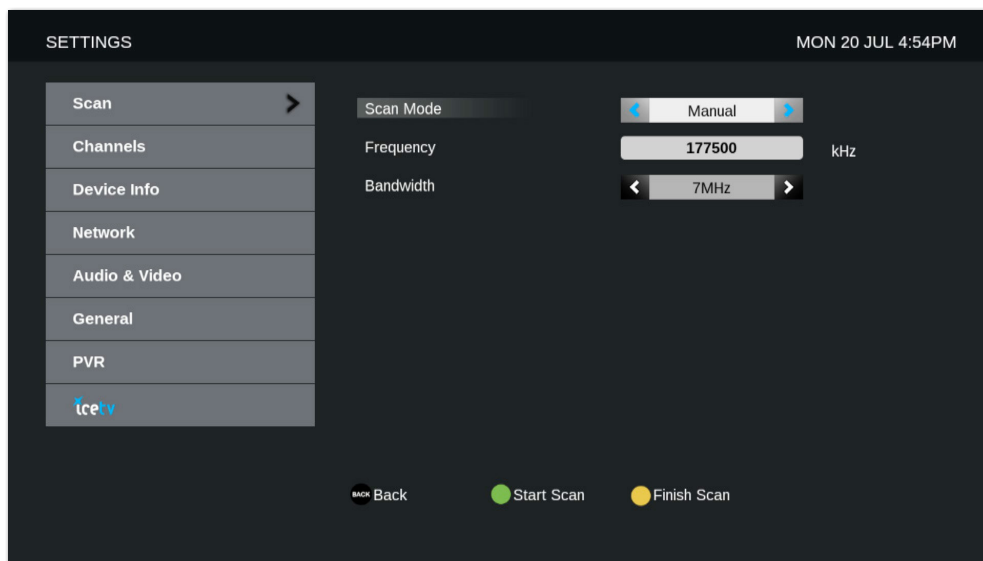 SETTINGS
MON 20 JUL 4:54PM
Scan
Channels
Device Info
Network
Audio & Video
General
PVR
icetv
Scan Mode
Manual
Frequency
177500
kHz
Bandwidth
7MHz
BACK Back
Start Scan
Finish Scan